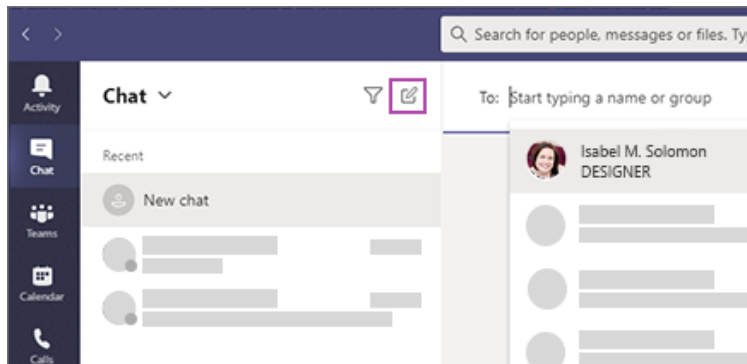 Search for people, messages or files. Ty
Activity
Chat
Teams
Calendar
Calls
Chat
Recent
New chat
To: Start typing a name or group
Isabel M. Solomon
DESIGNER